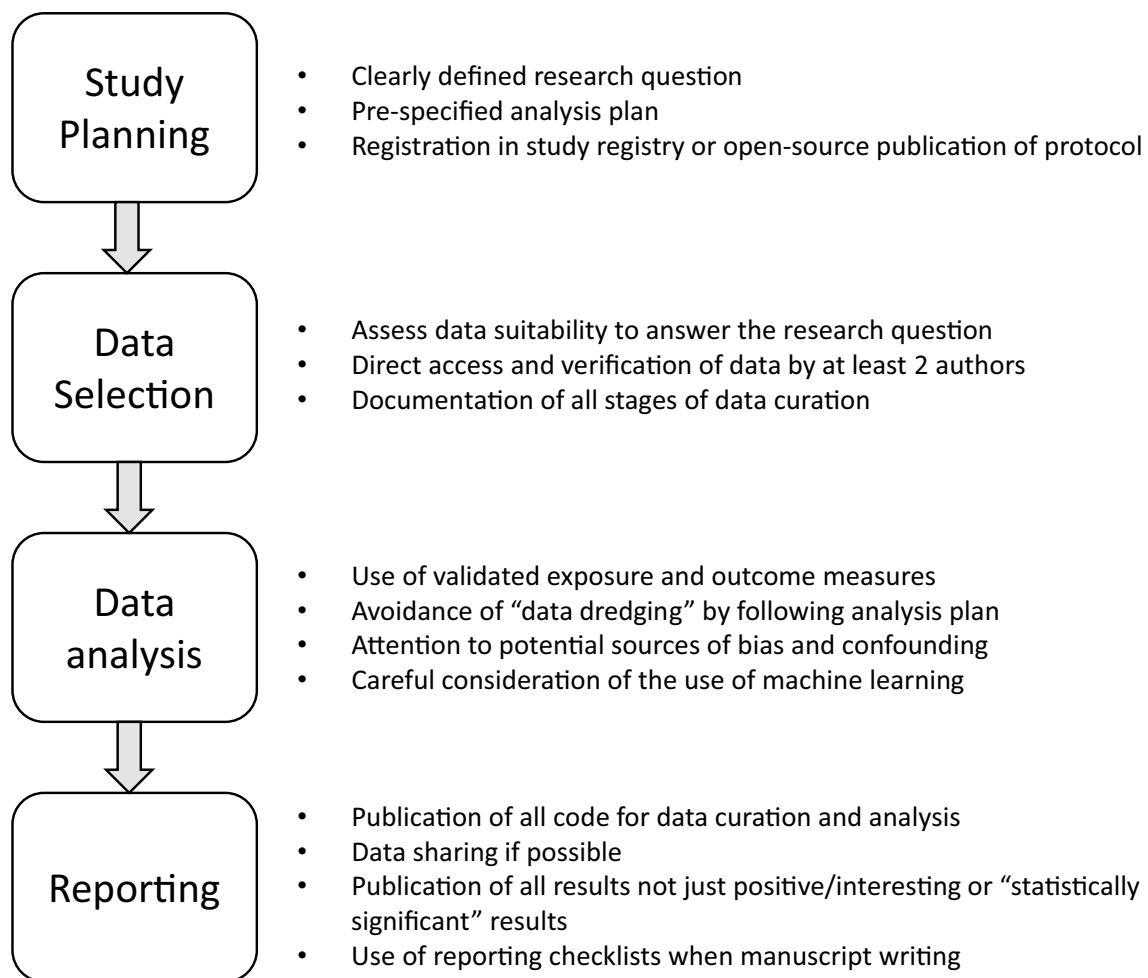 Study
Planning
• Clearly defined research question
• Pre-specified analysis plan
• Registration in study registry or open-source publication of protocol
Data
Selection
• Assess data suitability to answer the research question
• Direct access and verification of data by at least 2 authors
• Documentation of all stages of data curation
Data
analysis
• Use of validated exposure and outcome measures
• Avoidance of “data dredging” by following analysis plan
• Attention to potential sources of bias and confounding
• Careful consideration of the use of machine learning
Reporting
• Publication of all code for data curation and analysis
• Data sharing if possible
• Publication of all results not just positive/interesting or “statistically
significant” results
• Use of reporting checklists when manuscript writing